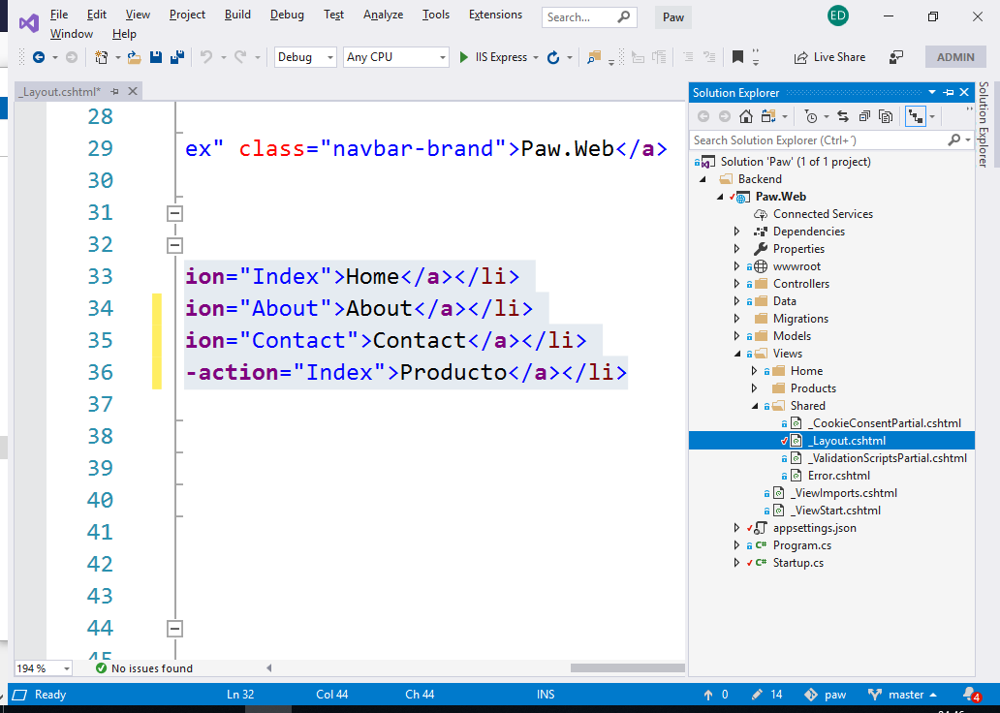 File Edit View Project Build Debug Test Analyze Tools Extensions Search... Paw ED
Window Help
Debug Any CPU IIS Express Live Share ADMIN
_Layout.cshtml*
28
29 ex" class="navbar-brand">Paw.Web</a>
30
31
32
33 ion="Index">Home</a></li>
34 ion="About">About</a></li>
35 ion="Contact">Contact</a></li>
36 -action="Index">Producto</a></li>
37
38
39
40
41
42
43
44
45
194 % No issues found
Solution Explorer
Search Solution Explorer (Ctrl+´)
Solution 'Paw' (1 of 1 project)
Backend
Paw.Web
Connected Services
Dependencies
Properties
wwwroot
Controllers
Data
Migrations
Models
Views
Home
Products
Shared
_CookieConsentPartial.cshtml
_Layout.cshtml
_ValidationScriptsPartial.cshtml
Error.cshtml
_ViewImports.cshtml
_ViewStart.cshtml
appsettings.json
C# Program.cs
C# Startup.cs
Solution Explorer
Ready Ln 32 Col 44 Ch 44 INS 0 14 paw master 4